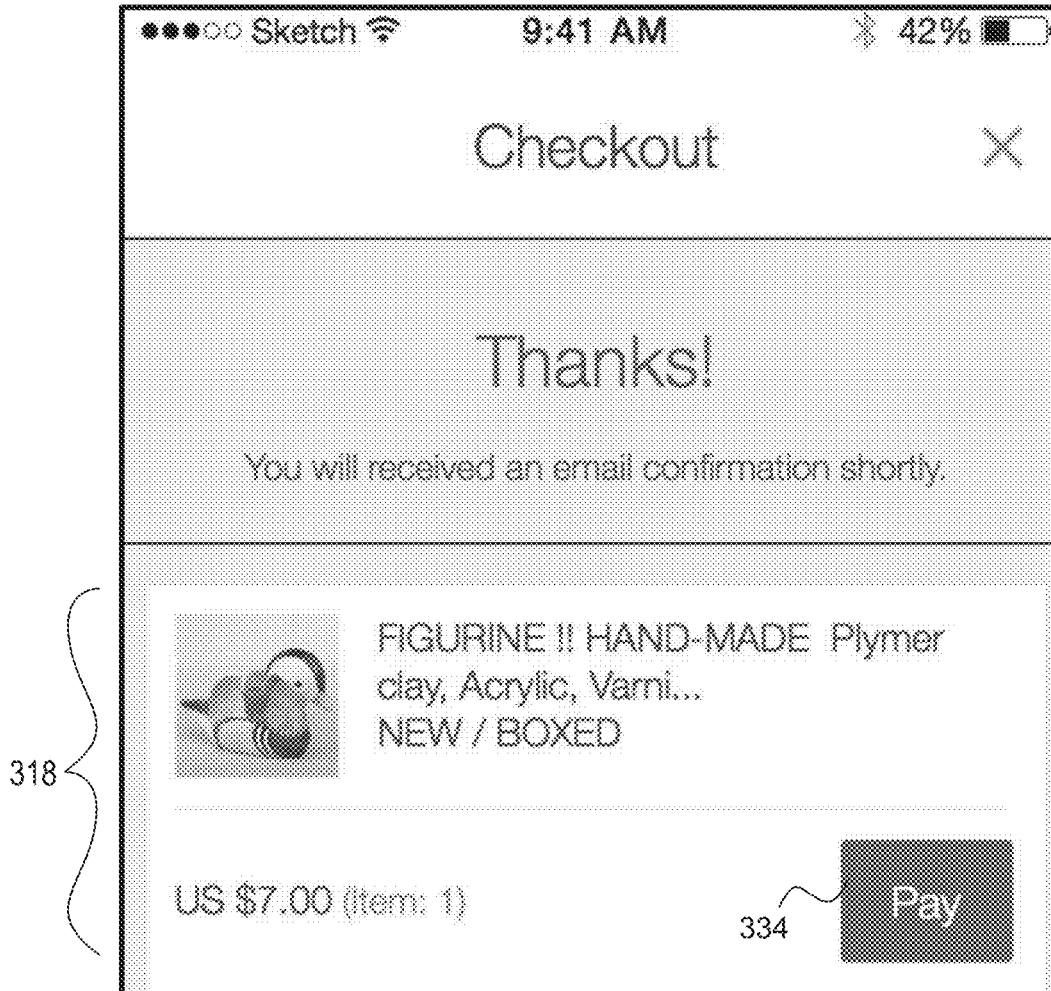 Sketch 9:41 AM 42%
Checkout
Thanks!
You will received an email confirmation shortly.
FIGURINE !! HAND-MADE Plymer
clay, Acrylic, Varni...
NEW / BOXED
318
US $7.00 (item: 1)
Pay
334